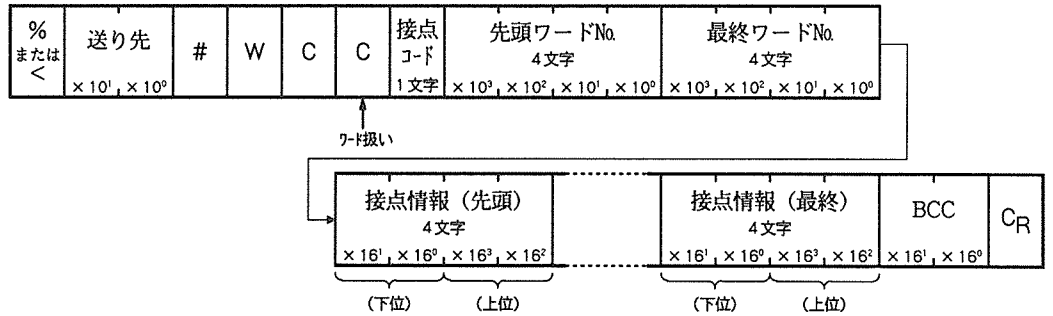 % または <
送り先
× 10¹ × 10⁰
#
W
C
C
接点コード
1文字
先頭ワードNo.
4文字
× 10³ × 10² × 10¹ × 10⁰
最終ワードNo.
4文字
× 10³ × 10² × 10¹ × 10⁰
ワード扱い
接点情報（先頭）
4文字
× 16¹ × 16⁰ × 16³ × 16²
接点情報（最終）
4文字
× 16¹ × 16⁰ × 16³ × 16²
BCC
× 16¹ × 16⁰
CR
（下位）
（上位）
（下位）
（上位）